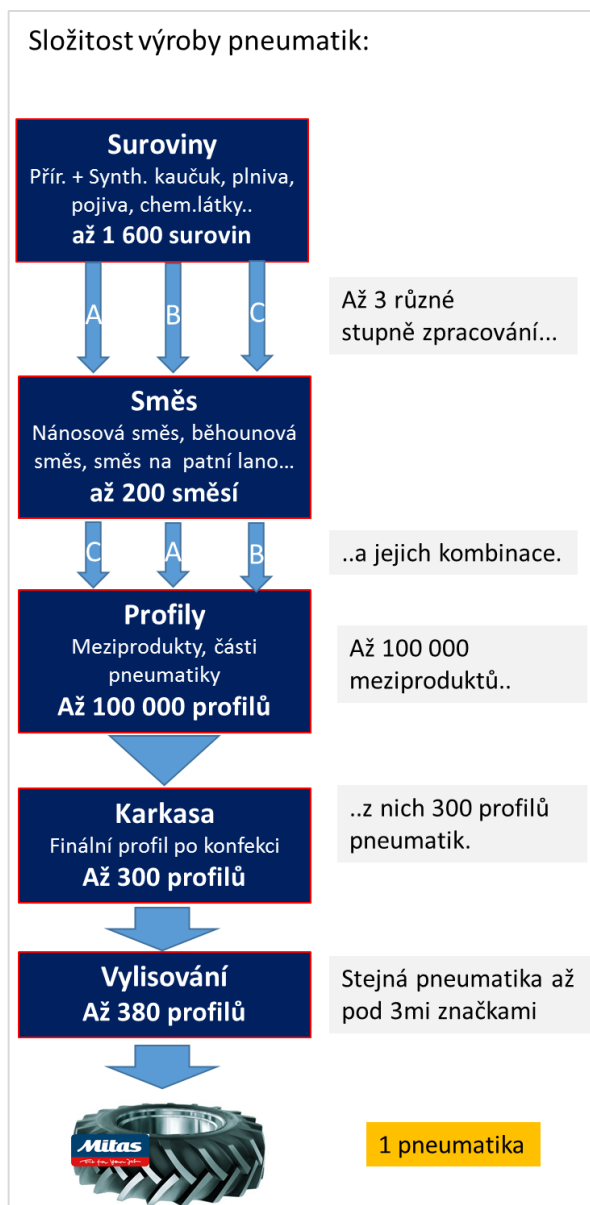 Složitost výroby pneumatik:
Suroviny
Přír. + Synth. kaučuk, plniva,
pojiva, chem.látky..
až 1 600 surovin
A B C
Až 3 různé
stupně zpracování...
Směs
Nánosová směs, běhounová
směs, směs na patní lano...
až 200 směsí
C A B
..a jejich kombinace.
Profily
Meziprodukty, části
pneumatiky
Až 100 000 profilů
Až 100 000
meziproduktů..
Karkasa
Finální profil po konfekci
Až 300 profilů
..z nich 300 profilů
pneumatik.
Vylisování
Až 380 profilů
Stejná pneumatika až
pod 3mi značkami
Mitas
1 pneumatika